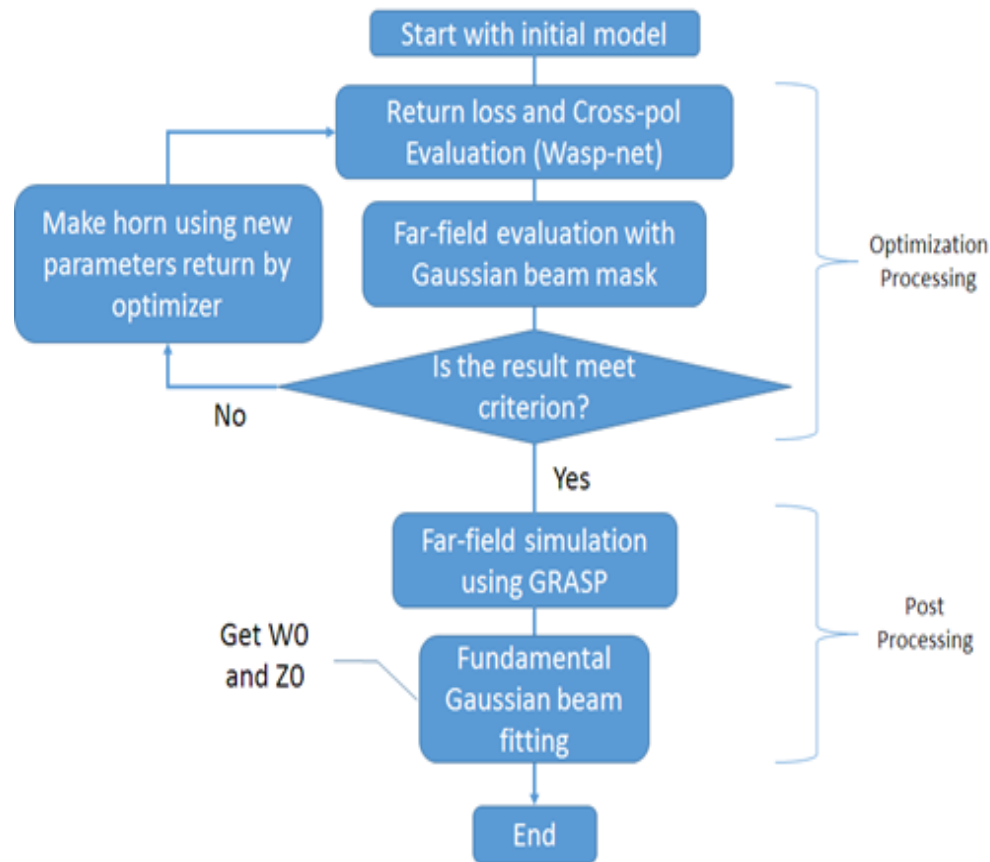 Start with initial model
Return loss and Cross-pol
Evaluation (Wasp-net)
Make horn using new
parameters return by
optimizer
Far-field evaluation with
Gaussian beam mask
Optimization
Processing
Is the result meet
criterion?
No
Yes
Far-field simulation
using GRASP
Post
Processing
Get W0
and Z0
Fundamental
Gaussian beam
fitting
End